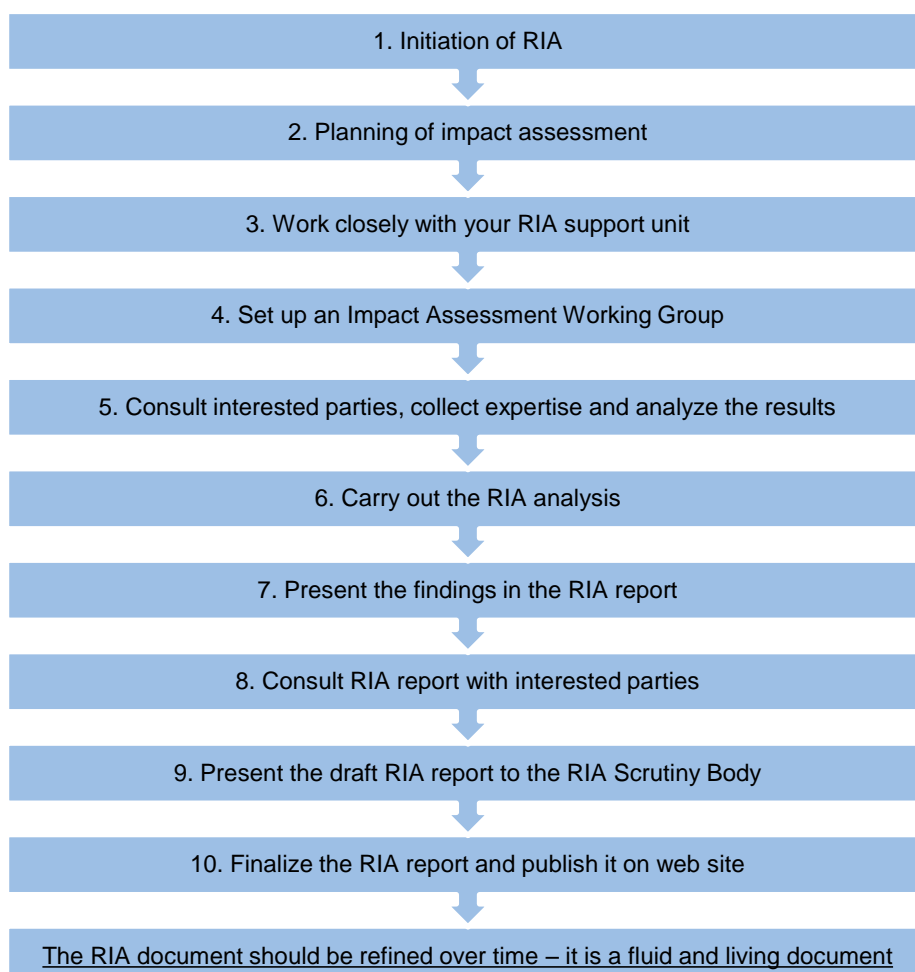 1. Initiation of RIA
2. Planning of impact assessment
3. Work closely with your RIA support unit
4. Set up an Impact Assessment Working Group
5. Consult interested parties, collect expertise and analyze the results
6. Carry out the RIA analysis
7. Present the findings in the RIA report
8. Consult RIA report with interested parties
9. Present the draft RIA report to the RIA Scrutiny Body
10. Finalize the RIA report and publish it on web site
The RIA document should be refined over time – it is a fluid and living document